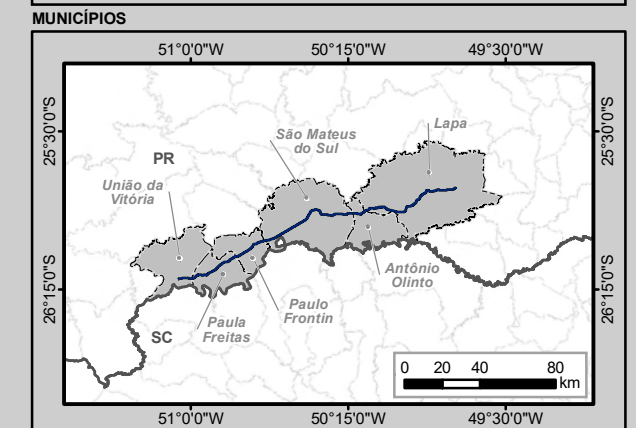 MUNICÍPIOS
51°0'0"W
50°15'0"W
49°30'0"W
25°30'0"S
25°30'0"S
Lapa
São Mateus
do Sul
PR
União da
Vitória
Antônio
Olinto
26°15'0"S
26°15'0"S
Paulo
Frontin
Paula
Freitas
SC
0 20 40 80
km
51°0'0"W
50°15'0"W
49°30'0"W